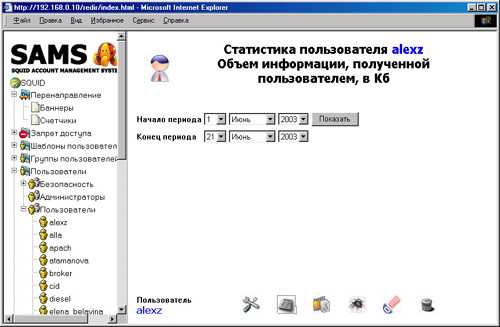 http://192.168.0.10/redir/index.html - Microsoft Internet Explorer
Файл Правка Вид Избранное Сервис Справка
SAMS
SQUID ACCOUNT MANAGEMENT SYSTE
SQUID
Перенаправление
Баннеры
Счетчики
Запрет доступа
Шаблоны пользовател
Группы пользователе
Пользователи
Безопасность
Администраторы
Пользователи
alexz
alla
apach
atamanova
broker
cid
diesel
elena_belavina
Статистика пользователя alexz
Объем информации, полученной
пользователем, в Кб
Начало периода 1 Июнь 2003 Показать
Конец периода 21 Июнь 2003
Пользователь
alexz